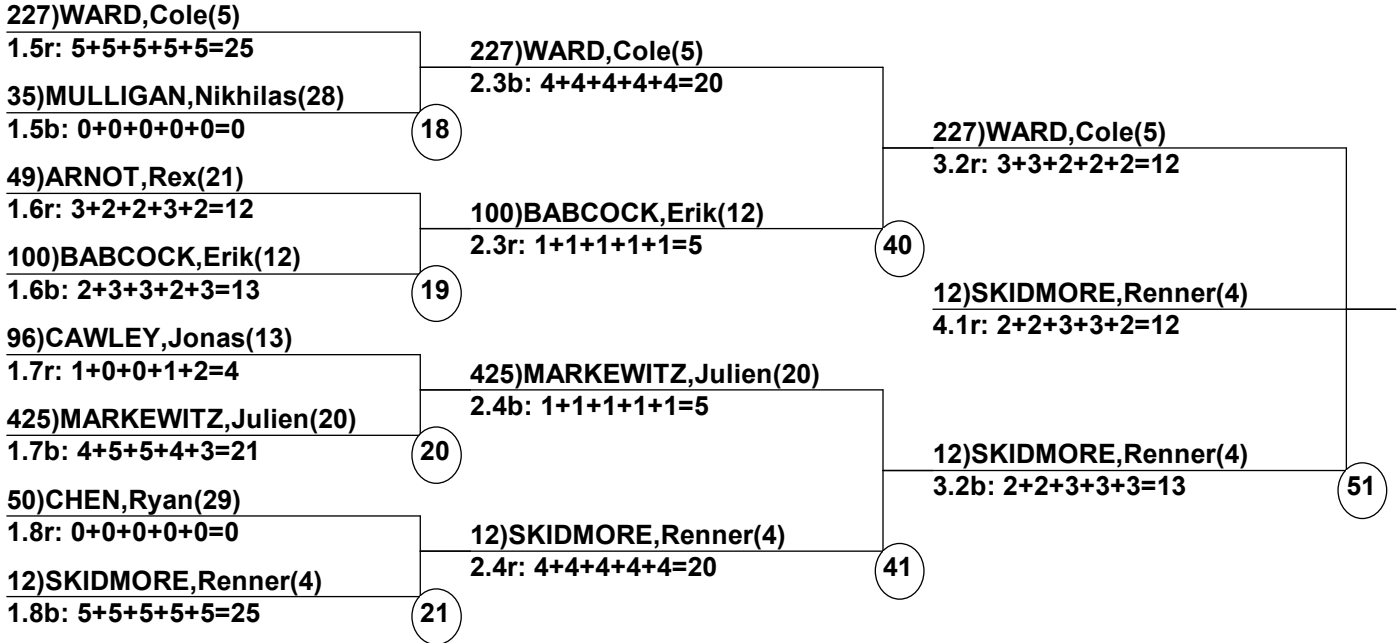 227)WARD,Cole(5)
1.5r: 5+5+5+5+5=25
35)MULLIGAN,Nikhilas(28)
1.5b: 0+0+0+0+0=0
18
49)ARNOT,Rex(21)
1.6r: 3+2+2+3+2=12
100)BABCOCK,Erik(12)
1.6b: 2+3+3+2+3=13
19
96)CAWLEY,Jonas(13)
1.7r: 1+0+0+1+2=4
425)MARKEWITZ,Julien(20)
1.7b: 4+5+5+4+3=21
20
50)CHEN,Ryan(29)
1.8r: 0+0+0+0+0=0
12)SKIDMORE,Renner(4)
1.8b: 5+5+5+5+5=25
21
227)WARD,Cole(5)
2.3b: 4+4+4+4+4=20
100)BABCOCK,Erik(12)
2.3r: 1+1+1+1+1=5
40
425)MARKEWITZ,Julien(20)
2.4b: 1+1+1+1+1=5
12)SKIDMORE,Renner(4)
2.4r: 4+4+4+4+4=20
41
227)WARD,Cole(5)
3.2r: 3+3+2+2+2=12
12)SKIDMORE,Renner(4)
4.1r: 2+2+3+3+2=12
12)SKIDMORE,Renner(4)
3.2b: 2+2+3+3+3=13
51